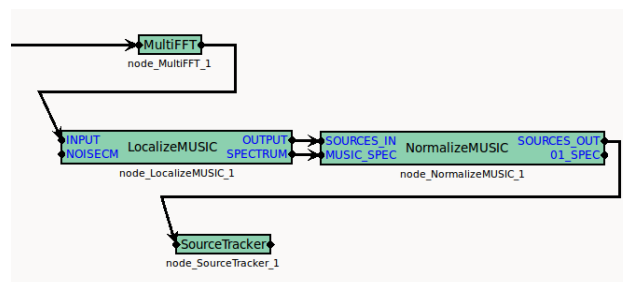 MultiFFT
node_MultiFFT_1
INPUT LocalizeMUSIC OUTPUT SOURCES_IN NormalizeMUSIC SOURCES_OUT
NOISECM SPECTRUM MUSIC_SPEC 01_SPEC
node_LocalizeMUSIC_1 node_NormalizeMUSIC_1
SourceTracker
node_SourceTracker_1